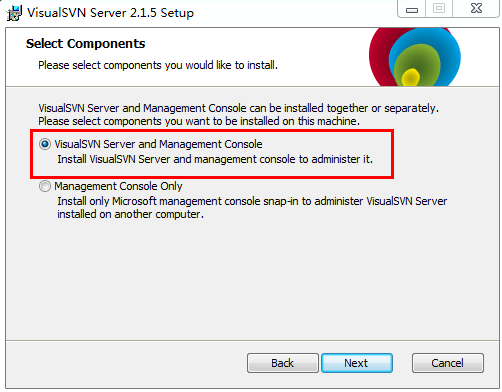 VisualSVN Server 2.1.5 Setup
Select Components
Please select components you would like to install.
VisualSVN Server and Management Console can be installed together or separately.
Please select components you want to be installed on this machine.
VisualSVN Server and Management Console
Install VisualSVN Server and management console to administer it.
Management Console Only
Install only Microsoft management console snap-in to administer VisualSVN Server
installed on another computer.
Back Next Cancel